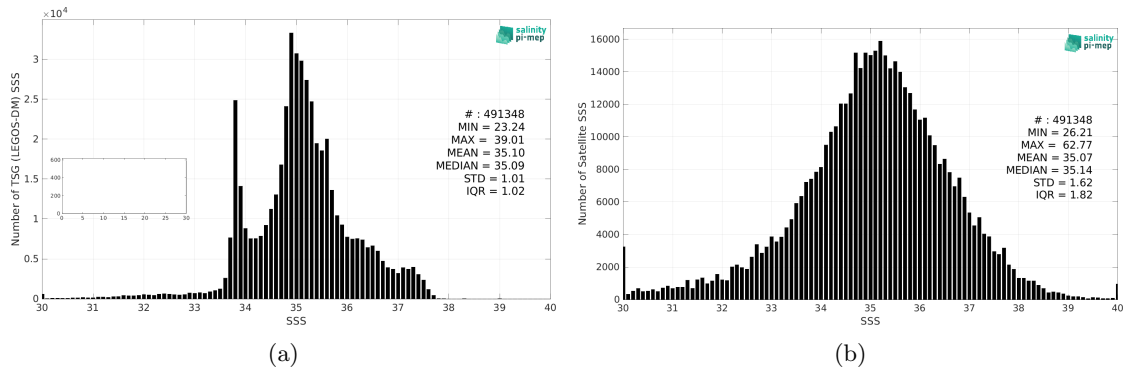 ×10⁴
3.5
3
2.5
2
1.5
1
0.5
0
Number of TSG (LEGOS-DM) SSS
salinity
pi-mep
# : 491348
MIN = 23.24
MAX = 39.01
MEAN = 35.10
MEDIAN = 35.09
STD = 1.01
IQR = 1.02
600
400
200
0
0 5 10 15 20 25 30
30 31 32 33 34 35 36 37 38 39 40
SSS
(a)
16000
14000
12000
10000
8000
6000
4000
2000
0
Number of Satellite SSS
salinity
pi-mep
# : 491348
MIN = 26.21
MAX = 62.77
MEAN = 35.07
MEDIAN = 35.14
STD = 1.62
IQR = 1.82
30 31 32 33 34 35 36 37 38 39 40
SSS
(b)